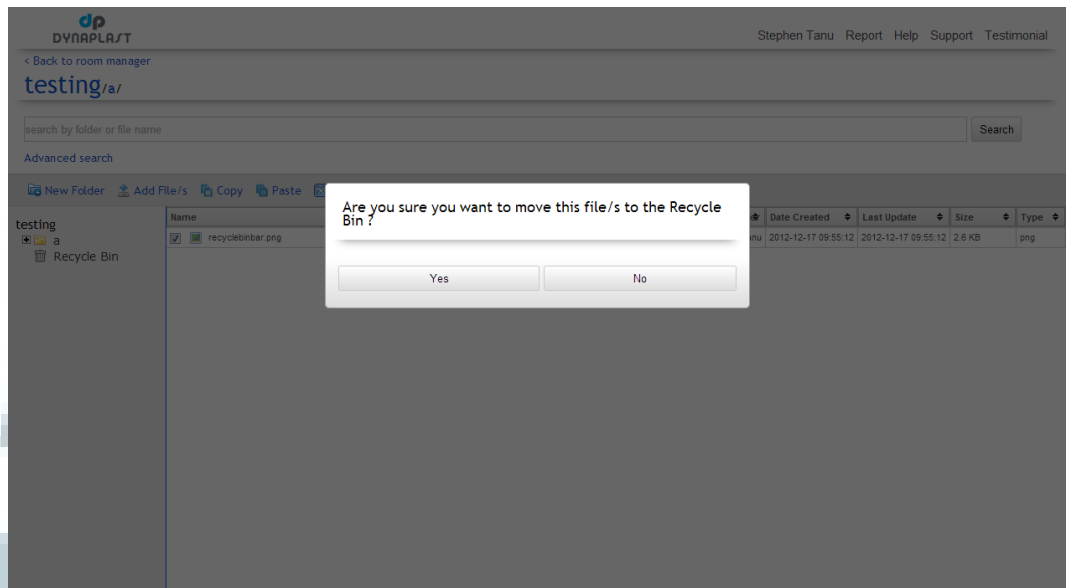 dp
DYNAPLAST
Stephen Tanu Report Help Support Testimonial
< Back to room manager
testing/a/
search by folder or file name
Search
Advanced search
New Folder Add File/s Copy Paste
Are you sure you want to move this file/s to the Recycle
Bin ?
Yes No
testing
a
Recycle Bin
Name Date Created Last Update Size Type
recyclebinbar.png 2012-12-17 09:55:12 2012-12-17 09:55:12 2.6 KB png